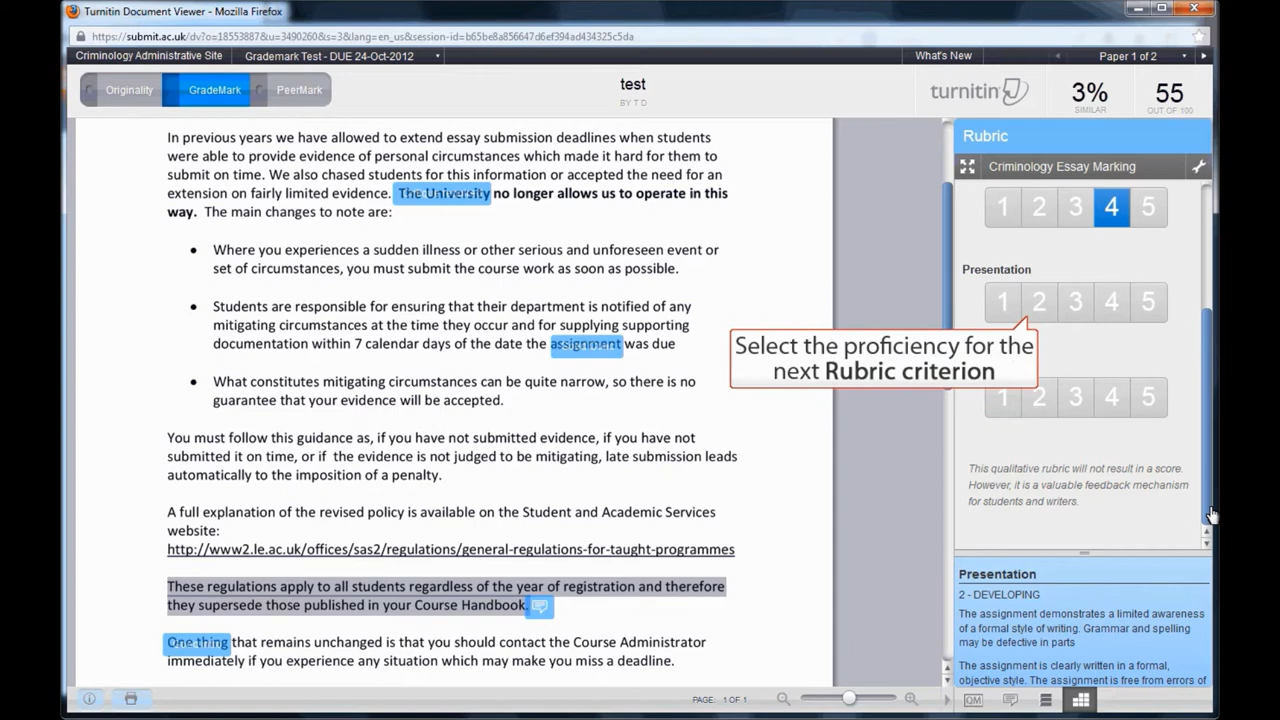 Turnitin Document Viewer - Mozilla Firefox
https://submit.ac.uk/dv?o=18553887&u=3490260&s=3&lang=en_us&session-id=b65be8a856647d6ef394ad434325c5da
Criminology Administrative Site
Grademark Test - DUE 24-Oct-2012
What's New
Paper 1 of 2
Originality
GradeMark
PeerMark
test
BY T D
turnitin
3%
SIMILAR
55
OUT OF 100
In previous years we have allowed to extend essay submission deadlines when students
were able to provide evidence of personal circumstances which made it hard for them to
submit on time. We also chased students for this information or accepted the need for an
extension on fairly limited evidence. The University no longer allows us to operate in this
way. The main changes to note are:
• Where you experiences a sudden illness or other serious and unforeseen event or
set of circumstances, you must submit the course work as soon as possible.
• Students are responsible for ensuring that their department is notified of any
mitigating circumstances at the time they occur and for supplying supporting
documentation within 7 calendar days of the date the assignment was due
• What constitutes mitigating circumstances can be quite narrow, so there is no
guarantee that your evidence will be accepted.
You must follow this guidance as, if you have not submitted evidence, if you have not
submitted it on time, or if the evidence is not judged to be mitigating, late submission leads
automatically to the imposition of a penalty.
A full explanation of the revised policy is available on the Student and Academic Services
website:
http://www2.le.ac.uk/offices/sas2/regulations/general-regulations-for-taught-programmes
These regulations apply to all students regardless of the year of registration and therefore
they supersede those published in your Course Handbook.
One thing that remains unchanged is that you should contact the Course Administrator
immediately if you experience any situation which may make you miss a deadline.
Rubric
Criminology Essay Marking
1 2 3 4 5
Presentation
1 2 3 4 5
Select the proficiency for the
next Rubric criterion
1 2 3 4 5
This qualitative rubric will not result in a score.
However, it is a valuable feedback mechanism
for students and writers.
Presentation
2 - DEVELOPING
The assignment demonstrates a limited awareness
of a formal style of writing. Grammar and spelling
may be defective in parts
The assignment is clearly written in a formal,
objective style. The assignment is free from errors of
PAGE: 1 OF 1
QM